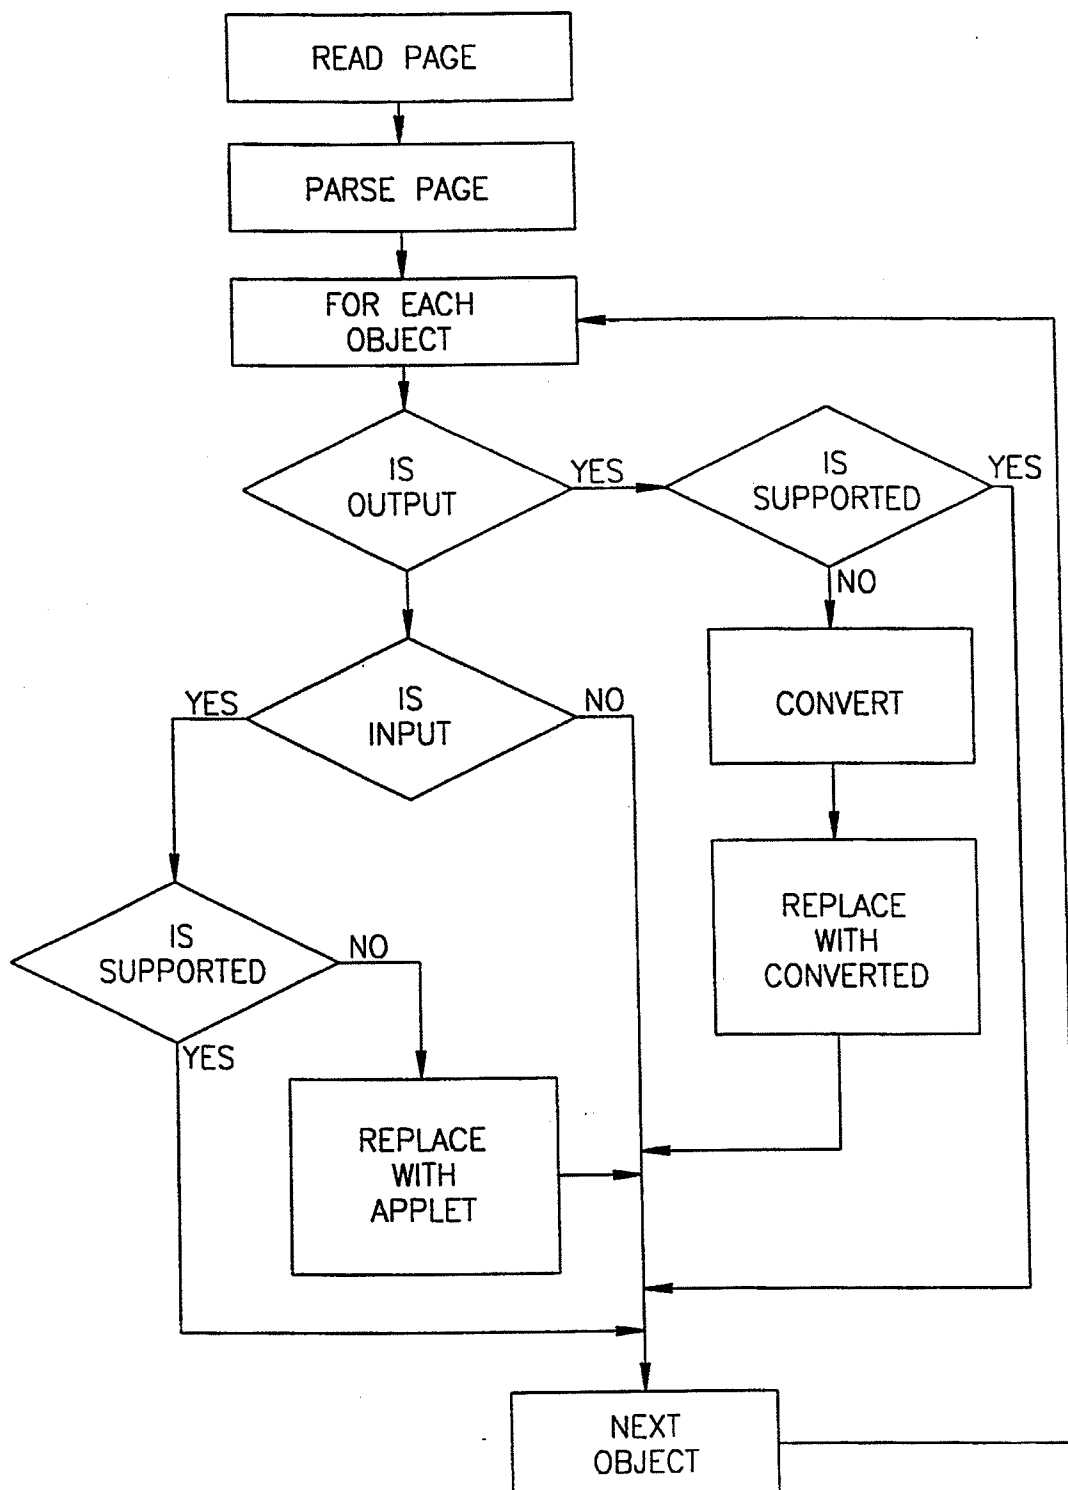 READ PAGE
PARSE PAGE
FOR EACH
OBJECT
IS
OUTPUT
YES
IS
SUPPORTED
YES
NO
CONVERT
REPLACE
WITH
CONVERTED
IS
INPUT
YES
NO
IS
SUPPORTED
NO
YES
REPLACE
WITH
APPLET
NEXT
OBJECT